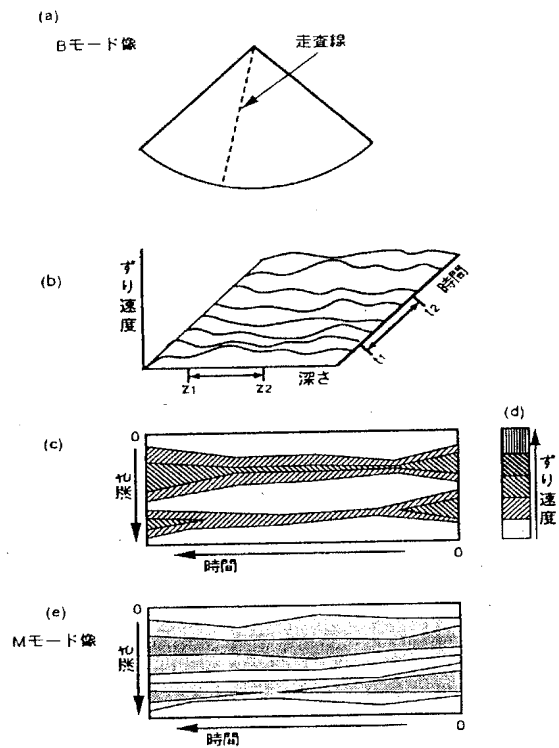 (a)
Bモード像
走査線
(b)
ずり速度
時間
t₂
t₁
z₁
z₂
深さ
(c)
0
深さ
時間
0
(d)
ずり速度
(e)
Mモード像
0
深さ
時間
0